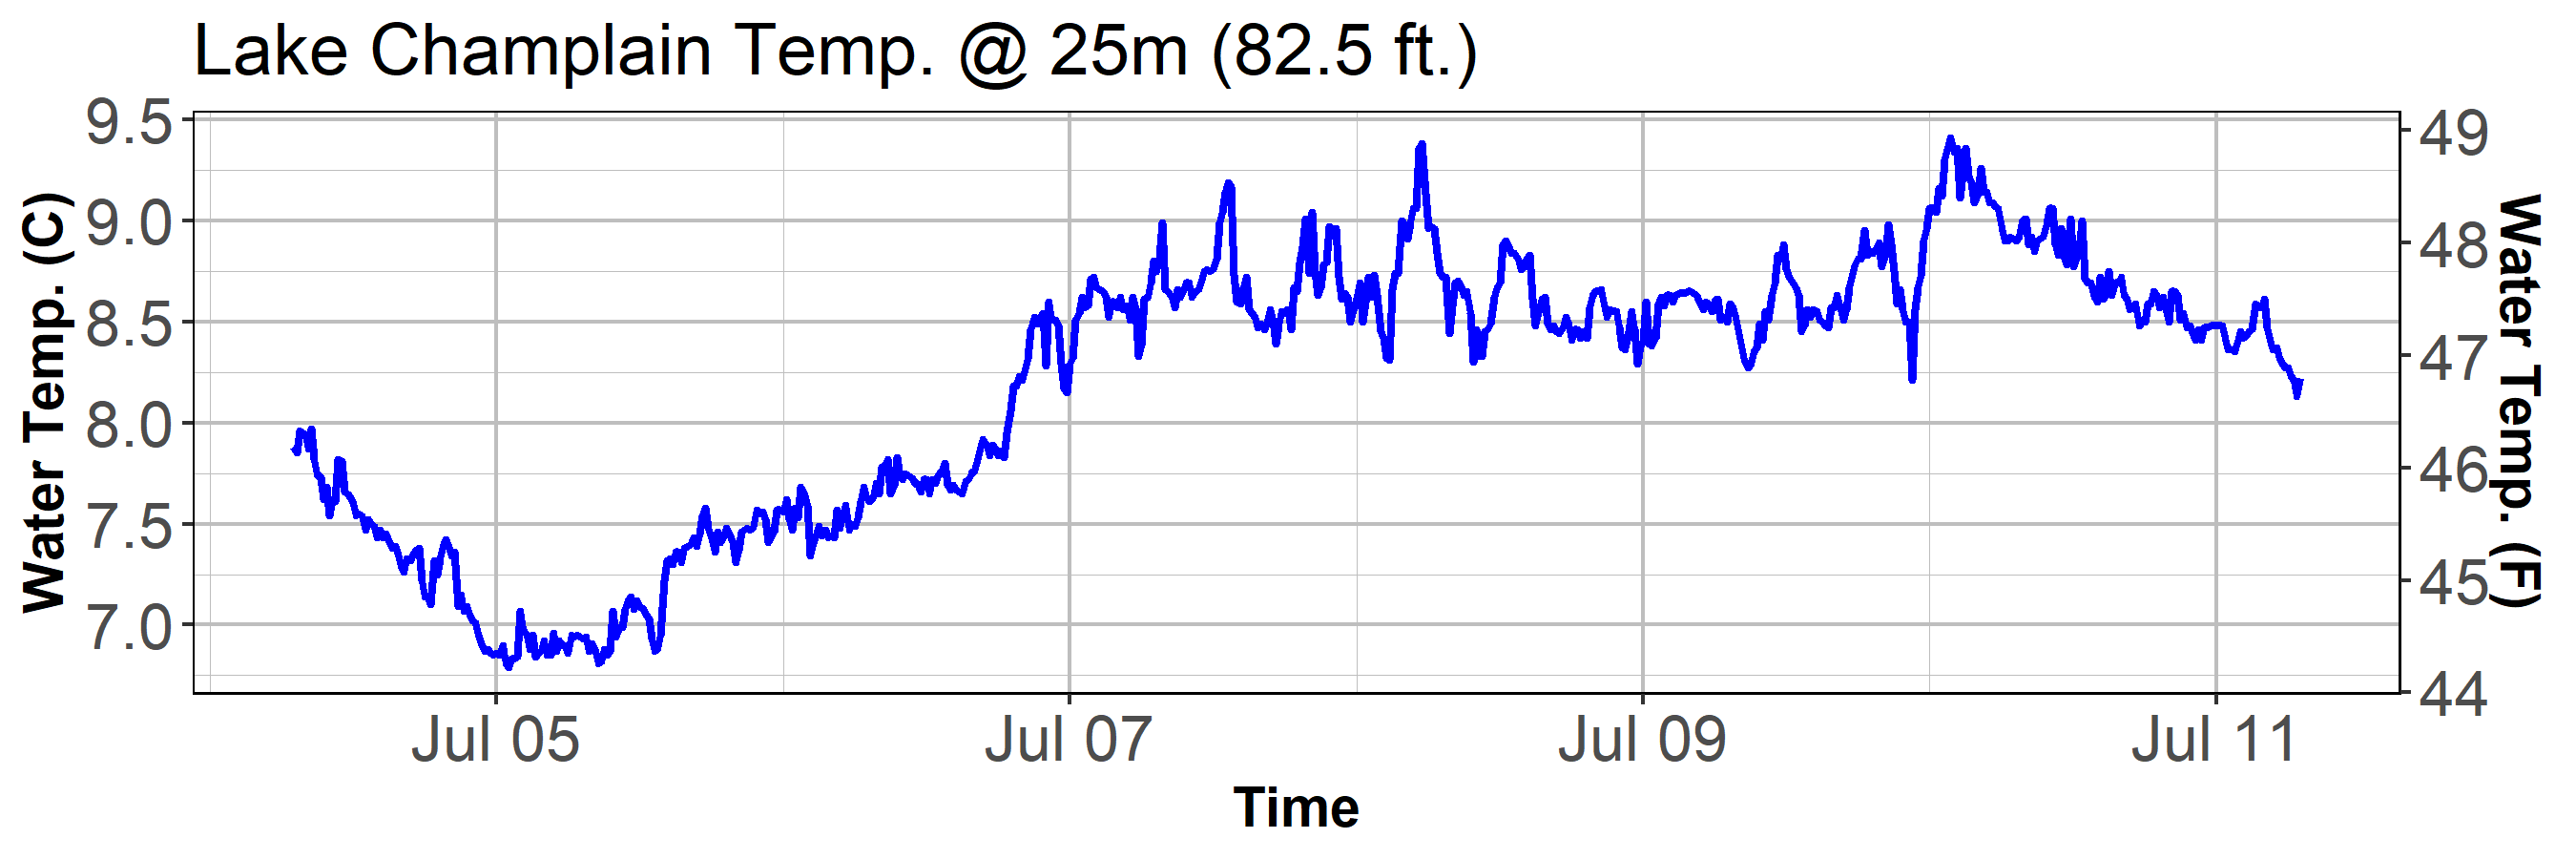 Lake Champlain Temp. @ 25m (82.5 ft.)
Water Temp. (C)
9.5
9.0
8.5
8.0
7.5
7.0
49
48
47
46
45
44
Water Temp. (F)
Jul 05 Jul 07 Jul 09 Jul 11
Time